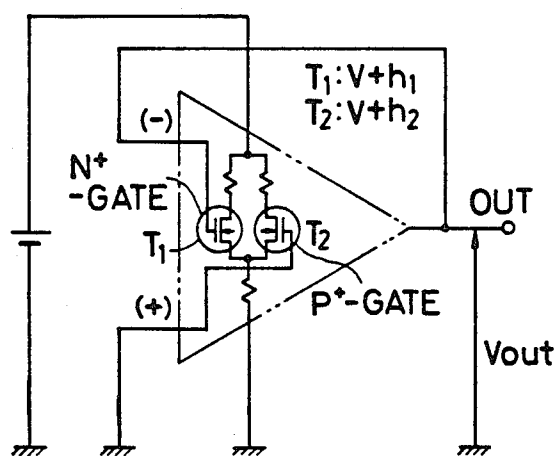 T₁:V+h₁
T₂:V+h₂
(-)
N⁺
-GATE
OUT
T₁
T₂
(+)
P⁺-GATE
Vout